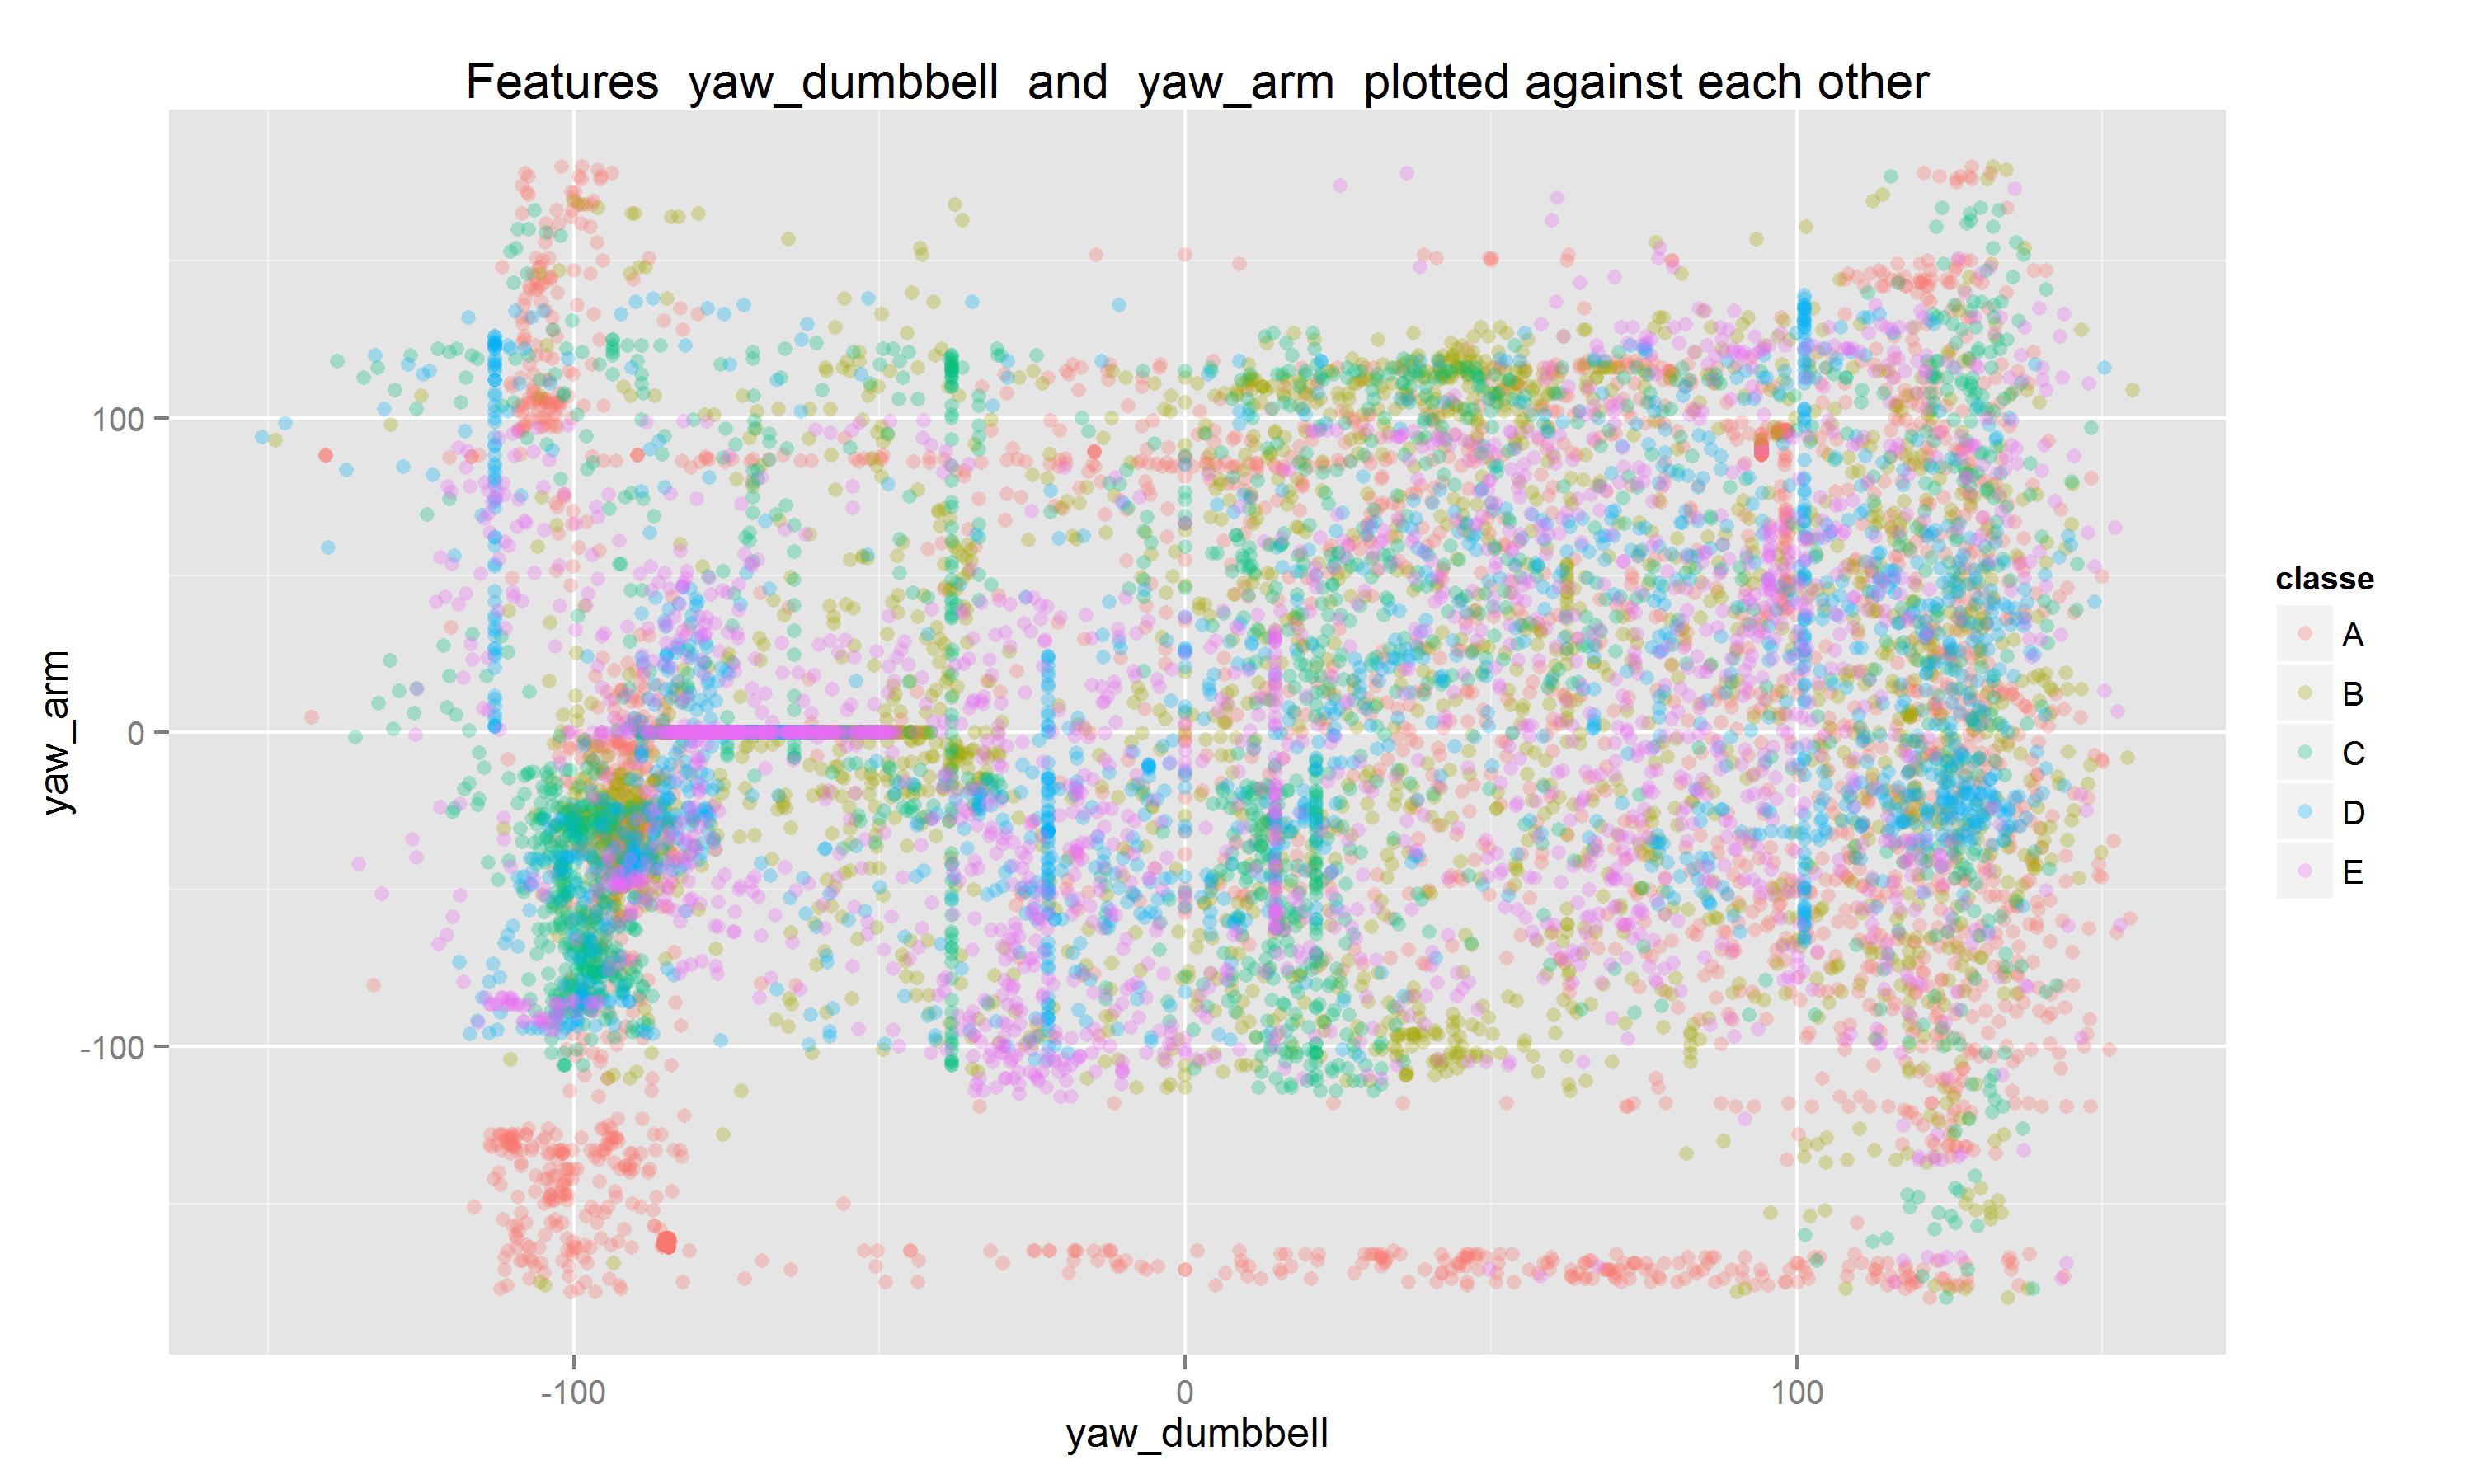 Features yaw_dumbbell and yaw_arm plotted against each other
yaw_arm
100
0
-100
-100
0
100
yaw_dumbbell
classe
A
B
C
D
E